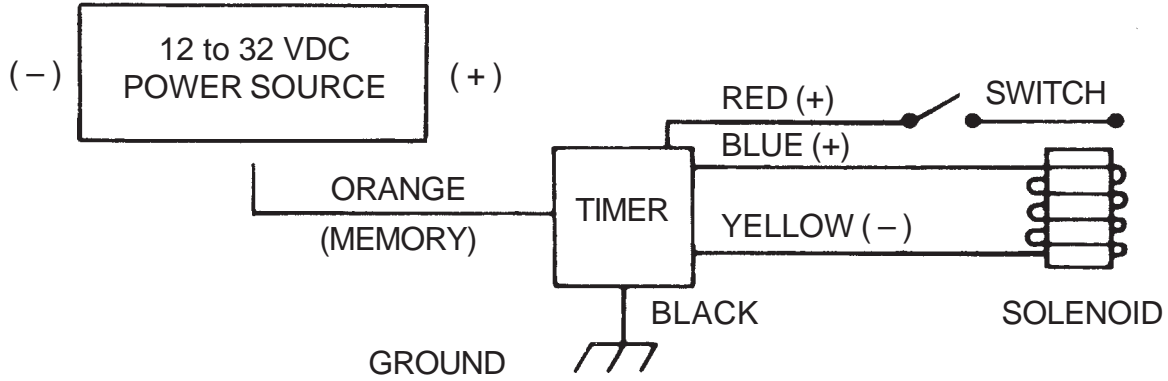 12 to 32 VDC
POWER SOURCE
(–)
(+)
RED (+)
SWITCH
BLUE (+)
ORANGE
(MEMORY)
TIMER
YELLOW (–)
BLACK
SOLENOID
GROUND